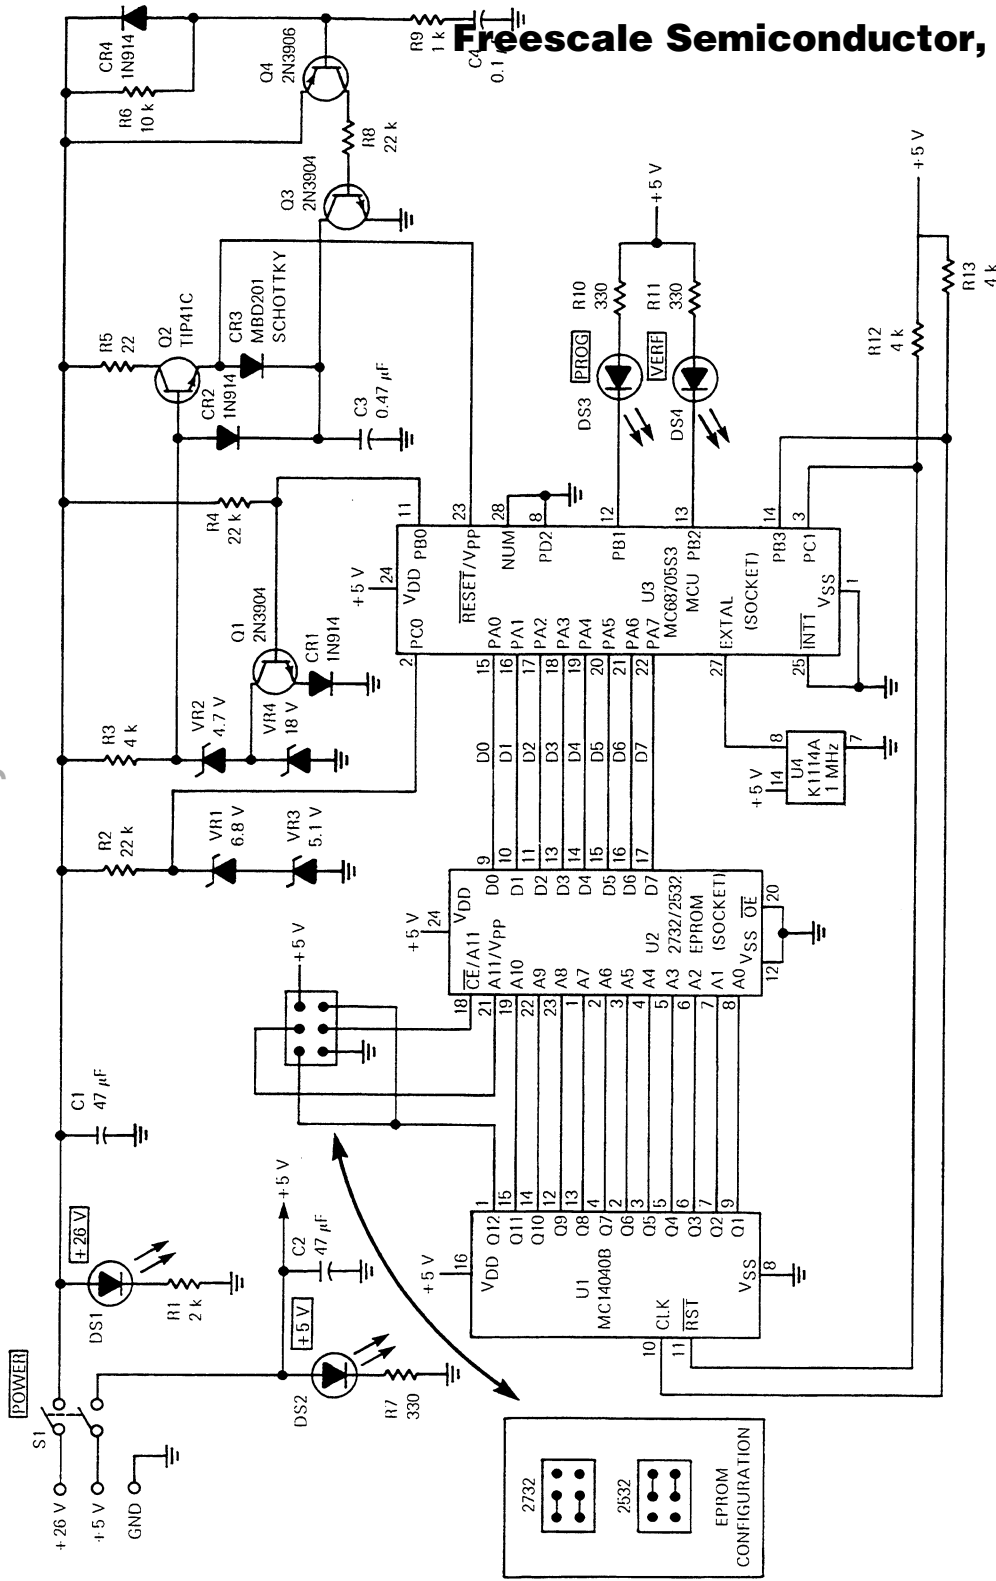 Freescale Semiconductor,
POWER
S1
+26 V
+5 V
GND
DS1
+26 V
R1
2 k
+5 V
+5 V
C2
47 µF
DS2
R7
330
C1
47 µF
R2
22 k
VR1
6.8 V
VR3
5.1 V
R3
4 k
VR2
4.7 V
VR4
18 V
Q1
2N3904
CR1
1N914
R4
22 k
R5
22
Q2
TIP41C
CR2
1N914
CR3
MBD201
SCHOTTKY
C3
0.47 µF
CR4
1N914
R6
10 k
Q4
2N3906
R8
22 k
Q3
2N3904
R9
1 k
C4
0.1
2732
2532
EPROM
CONFIGURATION
+5 V
16
VDD
U1
MC14040B
VSS
8
10 CLK
11 RST
Q12 1
Q11 15
Q10 14
Q9 12
Q8 13
Q7 4
Q6 2
Q5 3
Q4 5
Q3 6
Q2 7
Q1 9
+5 V
+5 V
24
VDD
18 CE/A11
21 A11/VPP
19 A10
22 A9
23 A8
1 A7
2 A6
3 A5
4 A4
5 A3
6 A2
7 A1
8 A0
U2
2732/2532
EPROM
(SOCKET)
VSS OE
12 20
D0 9
D1 10
D2 11
D3 13
D4 14
D5 15
D6 16
D7 17
D0
D1
D2
D3
D4
D5
D6
D7
+5 V
24
VDD
2 PC0
PB0 11
RESET/VPP 23
NUM 28
PD2 8
15 PA0
16 PA1
17 PA2
18 PA3
19 PA4
20 PA5
21 PA6
22 PA7
U3
MC68705S3
MCU
(SOCKET)
PB1 12
PB2 13
PB3 14
PC1 3
27 EXTAL
25 INT1
VSS
1
+5 V
14
8
U4
K1114A
1 MHz
7
DS3
PROG
R10
330
DS4
VERF
R11
330
+5 V
R12
4 k
R13
4 k
+5 V